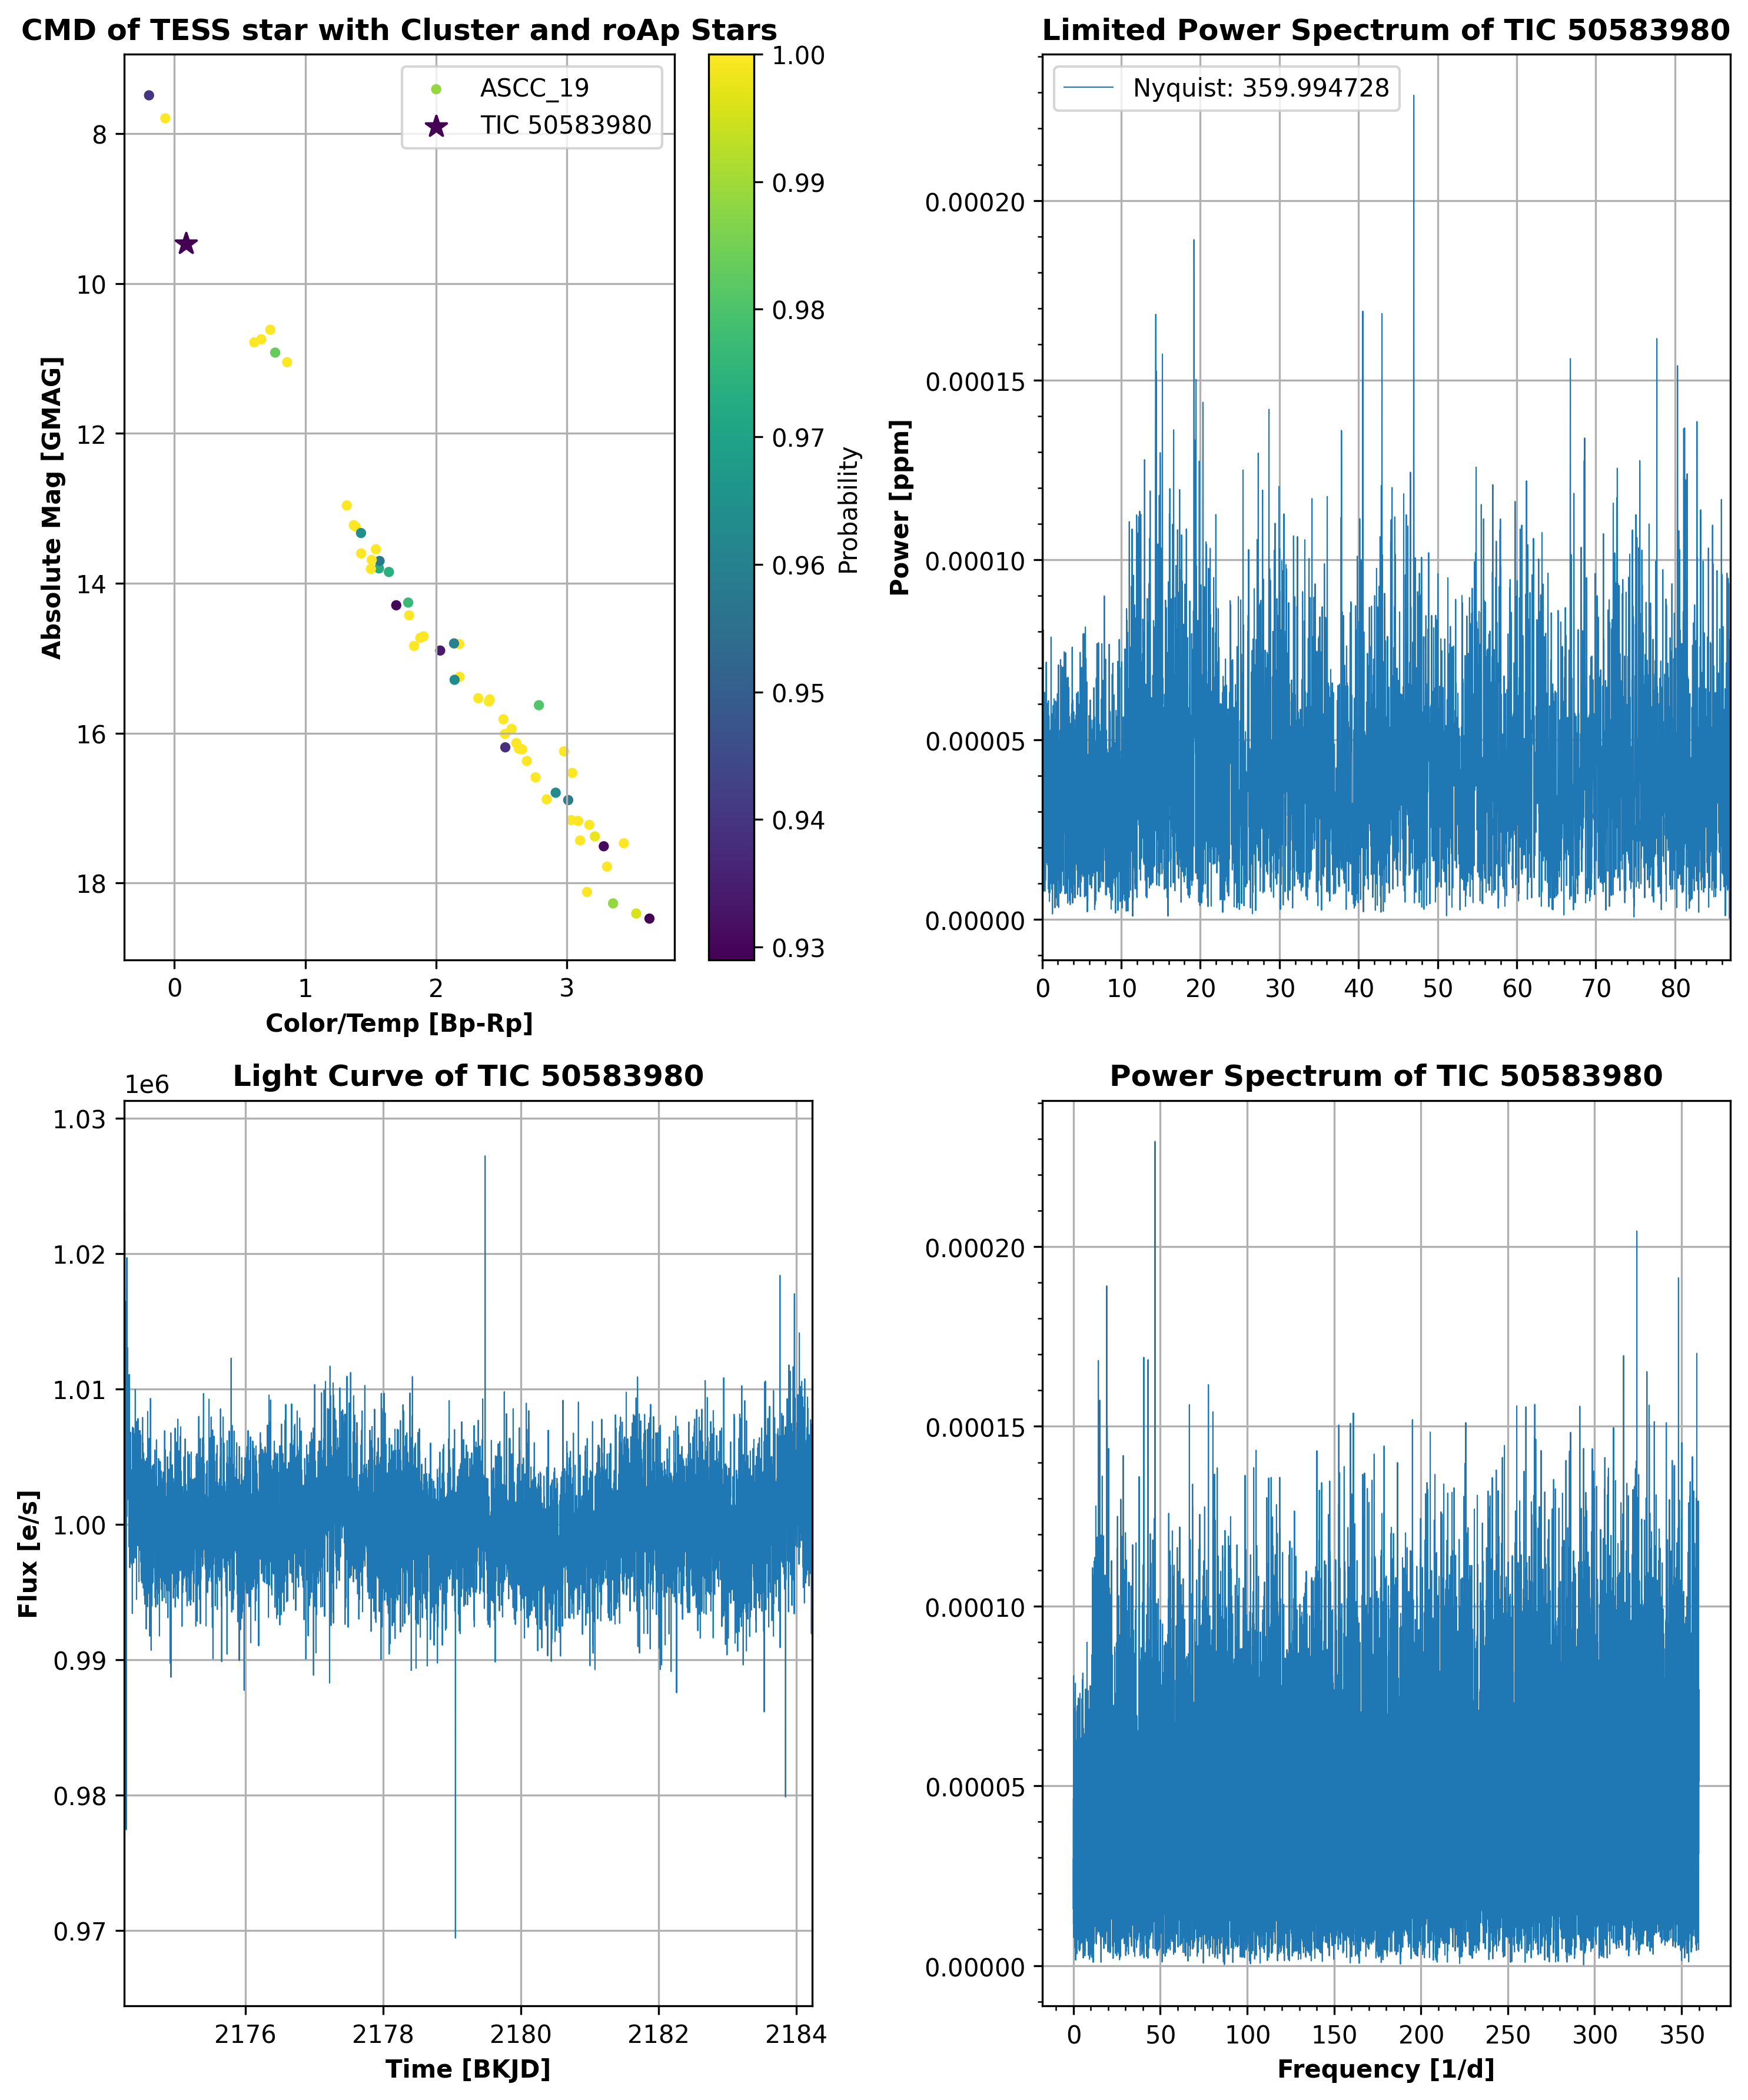 CMD of TESS star with Cluster and roAp Stars
ASCC_19
TIC 50583980
8
10
12
14
16
18
Absolute Mag [GMAG]
0 1 2 3
Color/Temp [Bp-Rp]
1.00
0.99
0.98
0.97
0.96
0.95
0.94
0.93
Probability
Limited Power Spectrum of TIC 50583980
Nyquist: 359.994728
0.00020
0.00015
0.00010
0.00005
0.00000
Power [ppm]
0 10 20 30 40 50 60 70 80
Light Curve of TIC 50583980
1e6
1.03
1.02
1.01
1.00
0.99
0.98
0.97
Flux [e/s]
2176 2178 2180 2182 2184
Time [BKJD]
Power Spectrum of TIC 50583980
0.00020
0.00015
0.00010
0.00005
0.00000
0 50 100 150 200 250 300 350
Frequency [1/d]